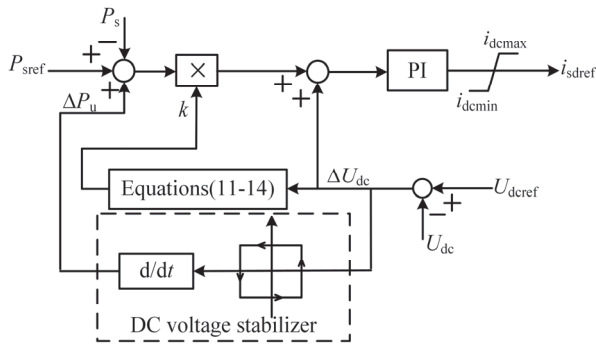 P_s
P_sref
+ −
+
ΔP_u
×
k
+ +
PI
i_dcmax
i_dcmin
i_sdref
Equations(11-14)
ΔU_dc
U_dcref
− +
U_dc
d/dt
DC voltage stabilizer